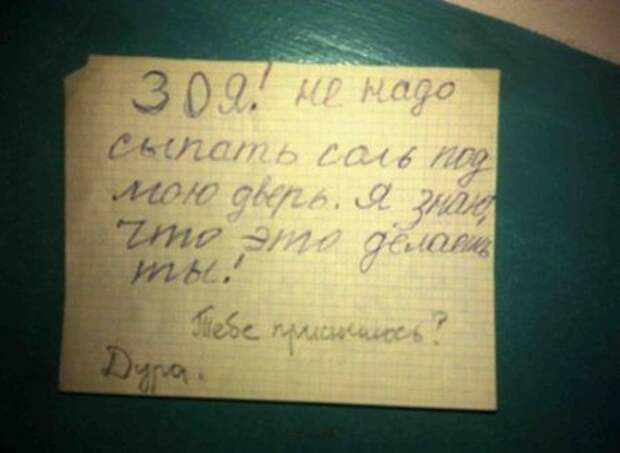 ЗОЯ! не надо
сыпать соль под
мою дверь. Я знаю,
что это делаешь
ты!
Тебе приснилось?
Дура.